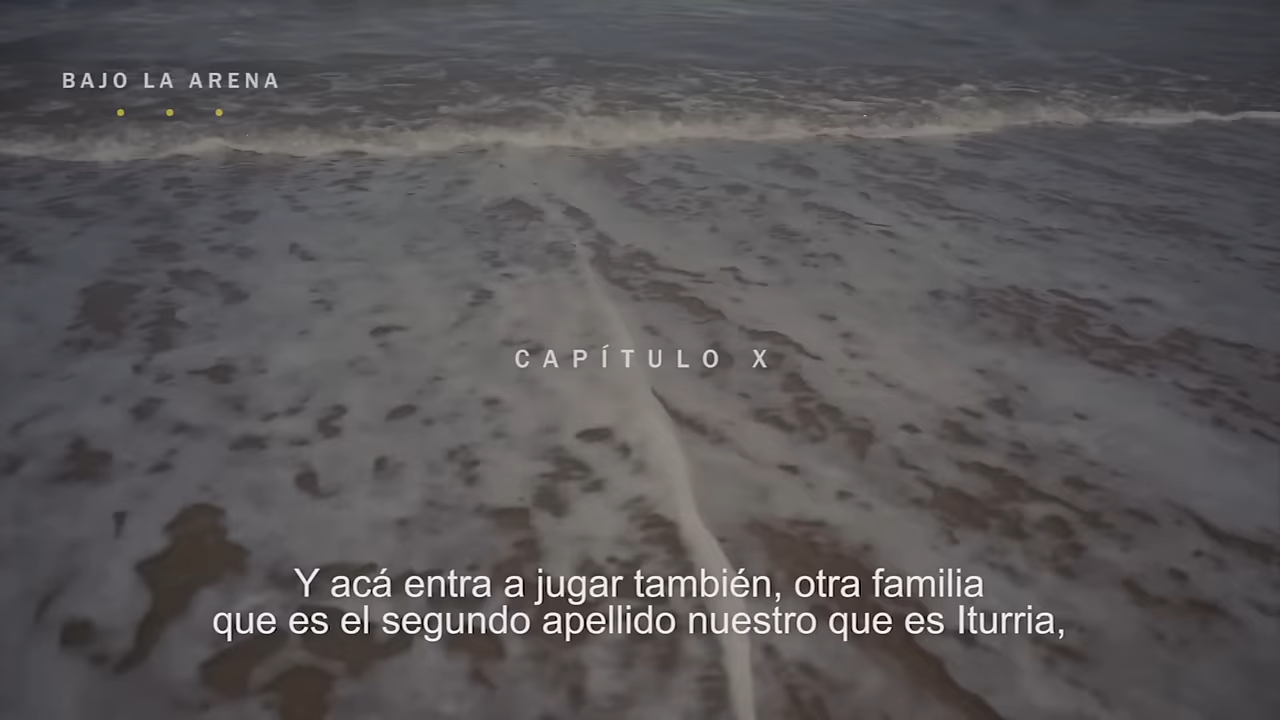 BAJO LA ARENA
CAPÍTULO X
Y acá entra a jugar también, otra familia
que es el segundo apellido nuestro que es Iturria,